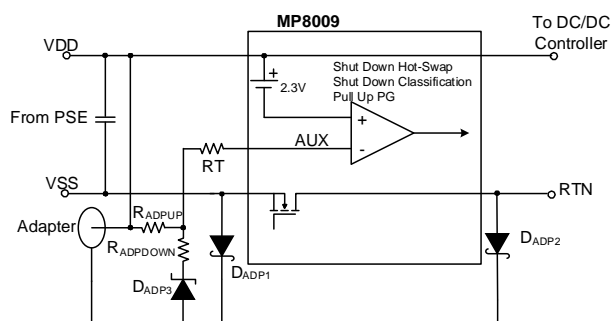 MP8009
To DC/DC
Controller
VDD
Shut Down Hot-Swap
Shut Down Classification
Pull Up PG
2.3V
+
+
-
From PSE
AUX
RT
VSS
RTN
Adapter
RADPUP
RADPDOWN
DADP1
DADP2
DADP3